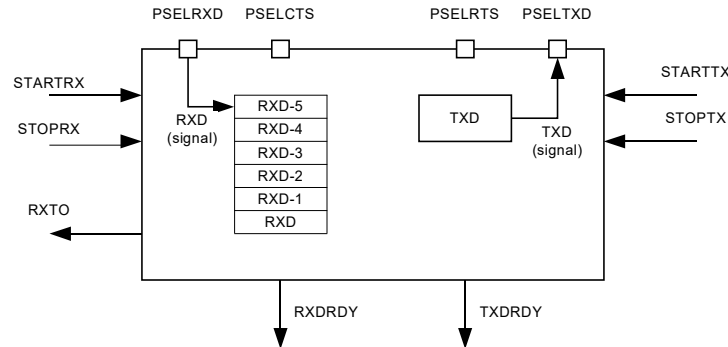 PSELRXD PSELCTS PSELRTS PSELTXD
STARTRX
STARTTX
RXD
(signal)
RXD-5
RXD-4
RXD-3
RXD-2
RXD-1
RXD
TXD
TXD
(signal)
STOPRX
STOPTX
RXTO
RXDRDY
TXDRDY